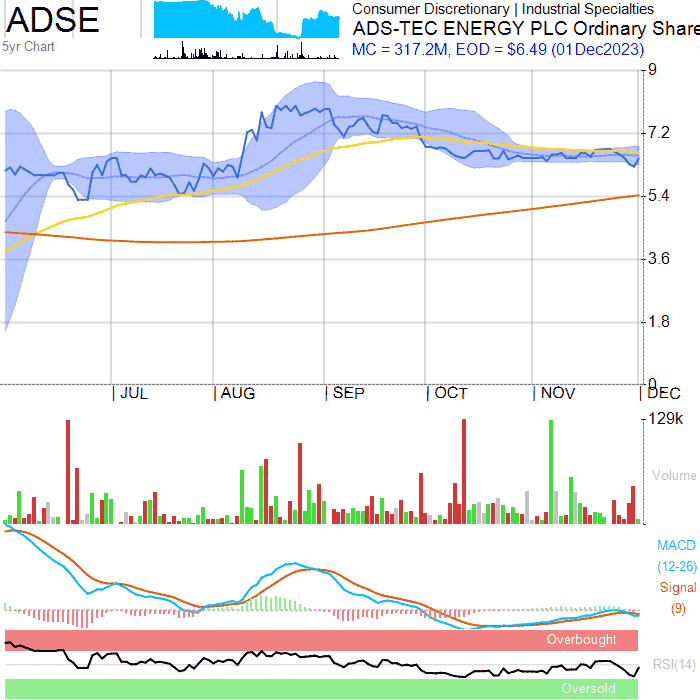 ADSE
5yr Chart
Consumer Discretionary | Industrial Specialties
ADS-TEC ENERGY PLC Ordinary Share
MC = 317.2M, EOD = $6.49 (01Dec2023)
9
7.2
5.4
3.6
1.8
0
JUL
AUG
SEP
OCT
NOV
DEC
129k
Volume
MACD
(12-26)
Signal
(9)
Overbought
RSI(14)
Oversold